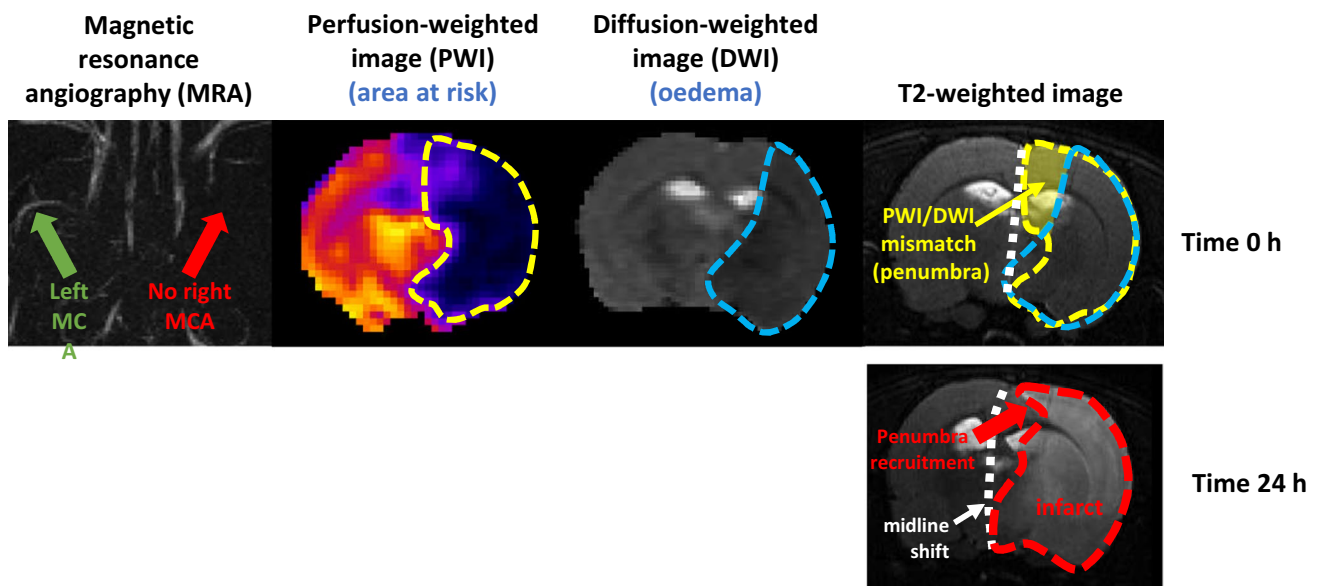 Magnetic
resonance
angiography (MRA)
Perfusion-weighted
image (PWI)
(area at risk)
Diffusion-weighted
image (DWI)
(oedema)
T2-weighted image
Left
MC
A
No right
MCA
PWI/DWI
mismatch
(penumbra)
Time 0 h
Penumbra
recruitment
infarct
midline
shift
Time 24 h